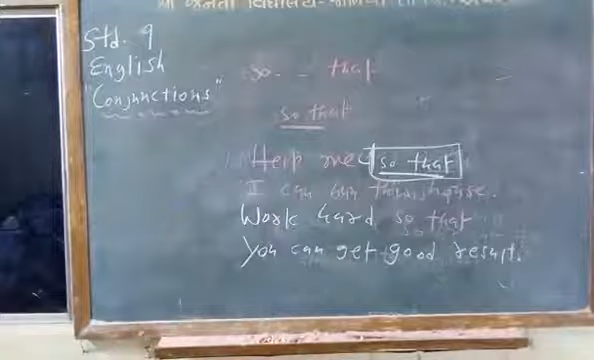 Std. 9
English
"Conjunctions"
so - - that
so that
Help me so that
I can run this house.
Work hard so that
You can get good result.